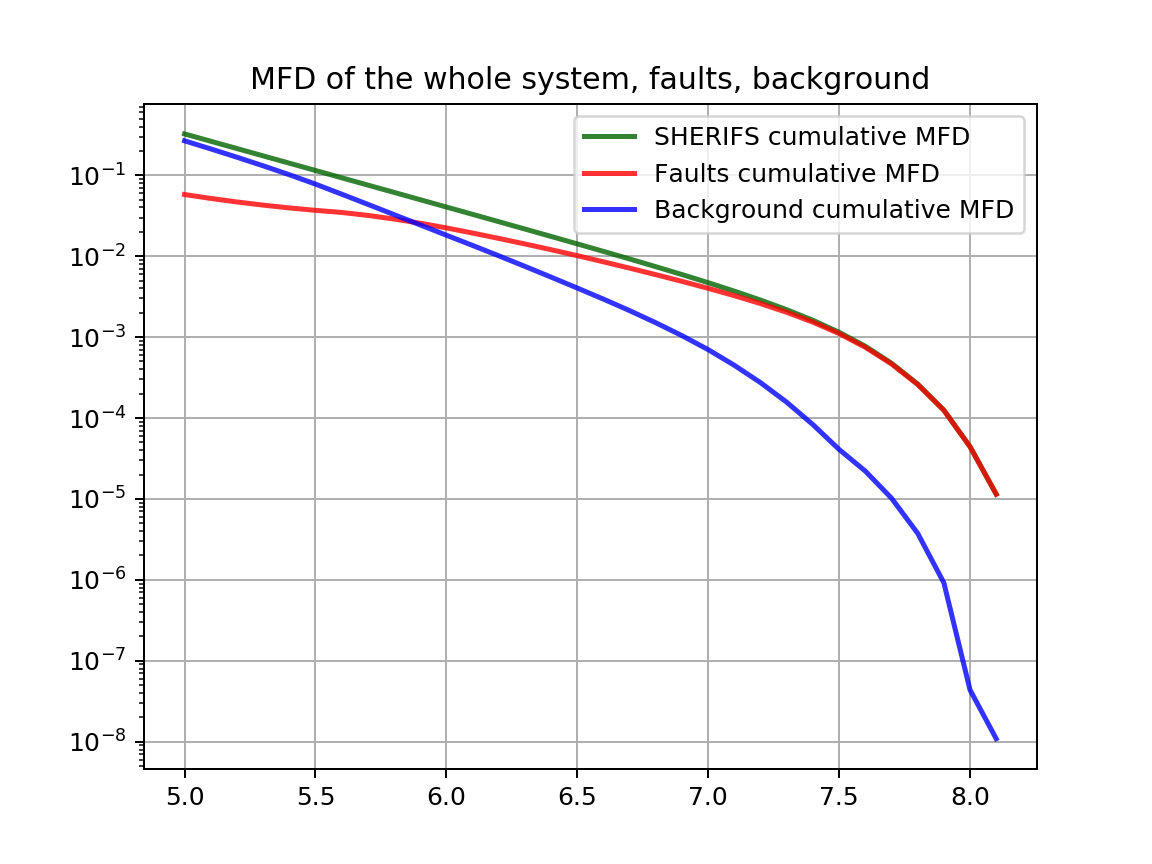 MFD of the whole system, faults, background
SHERIFS cumulative MFD
Faults cumulative MFD
Background cumulative MFD
10⁻¹
10⁻²
10⁻³
10⁻⁴
10⁻⁵
10⁻⁶
10⁻⁷
10⁻⁸
5.0 5.5 6.0 6.5 7.0 7.5 8.0